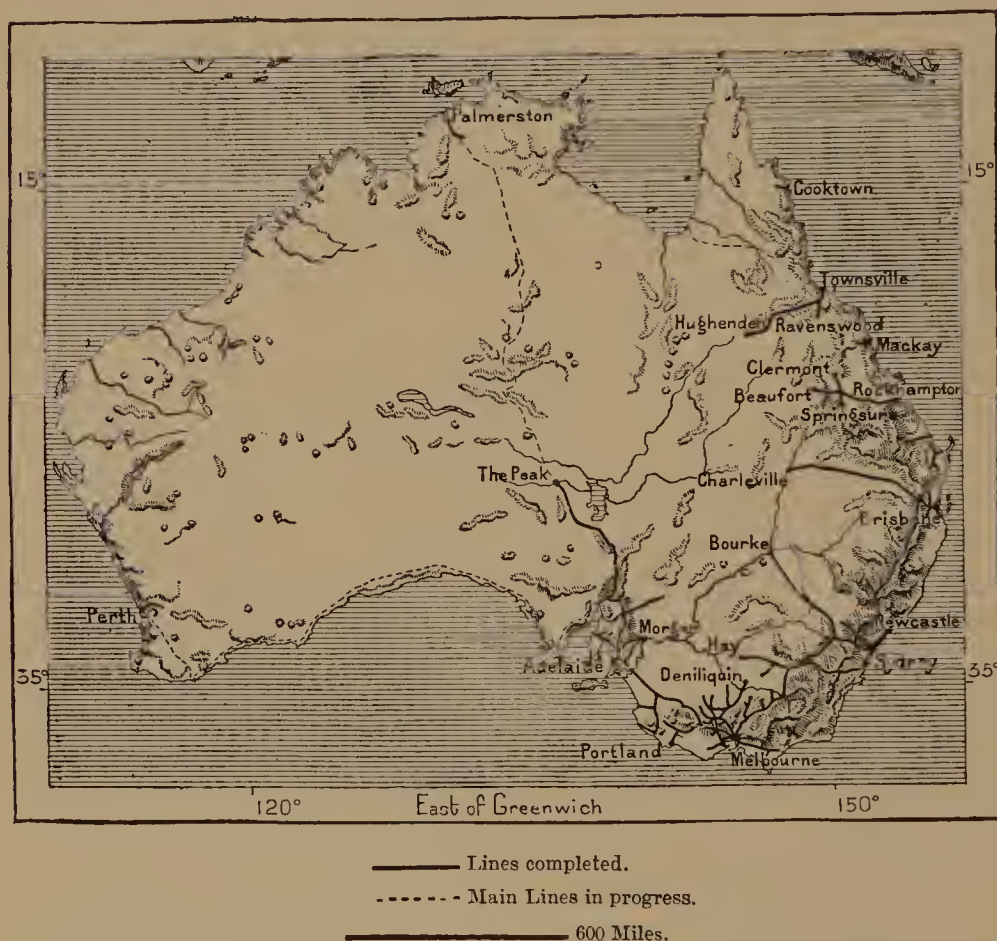 Palmerston
15° 15°
Cooktown
Townsville
Hughenden Ravenswood
Mackay
Clermont
Beaufort Rockhampton
Springsure
The Peak Charleville
Brisbane
Bourke
Perth Newcastle
Hay
Adelaide Sydney
35° Deniliquin 35°
Portland
Melbourne
120° East of Greenwich 150°
Lines completed.
Main Lines in progress.
600 Miles.